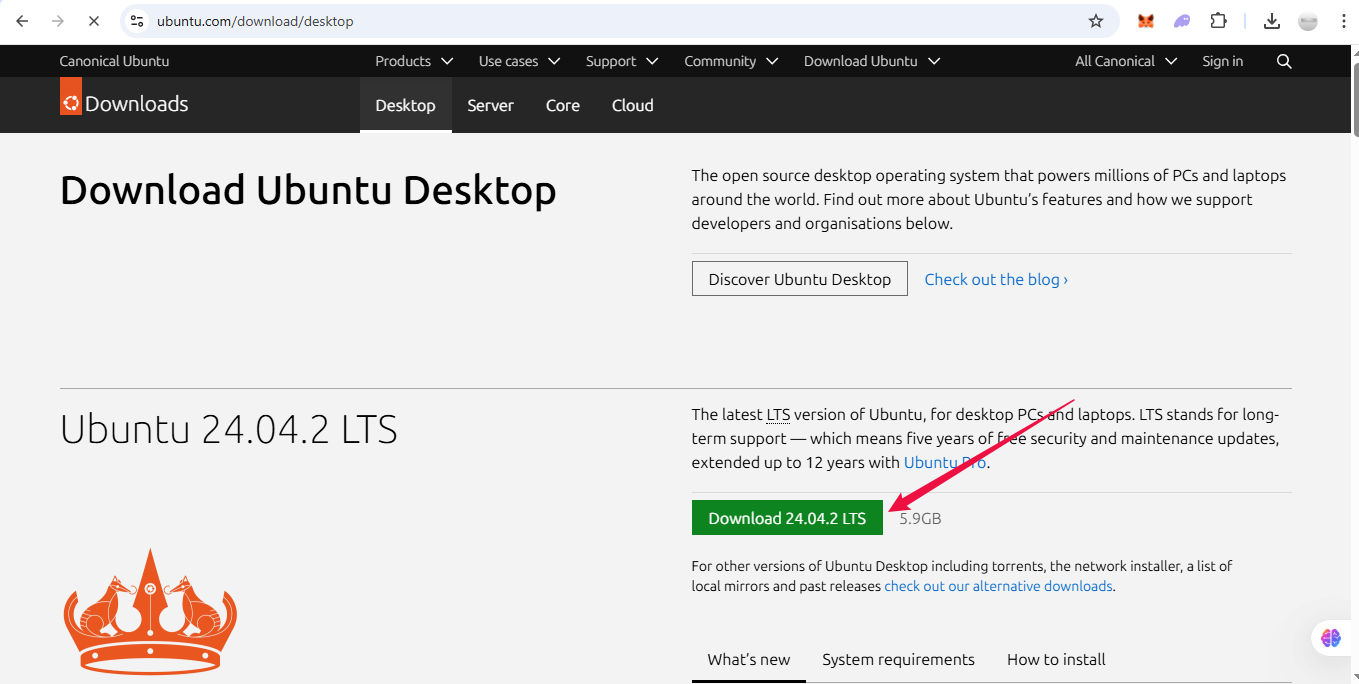 ubuntu.com/download/desktop
Canonical Ubuntu Products Use cases Support Community Download Ubuntu All Canonical Sign in
Downloads Desktop Server Core Cloud
Download Ubuntu Desktop
The open source desktop operating system that powers millions of PCs and laptops
around the world. Find out more about Ubuntu’s features and how we support
developers and organisations below.
Discover Ubuntu Desktop Check out the blog ›
Ubuntu 24.04.2 LTS
The latest LTS version of Ubuntu, for desktop PCs and laptops. LTS stands for long-
term support — which means five years of free security and maintenance updates,
extended up to 12 years with Ubuntu Pro.
Download 24.04.2 LTS 5.9GB
For other versions of Ubuntu Desktop including torrents, the network installer, a list of
local mirrors and past releases check out our alternative downloads.
What’s new System requirements How to install